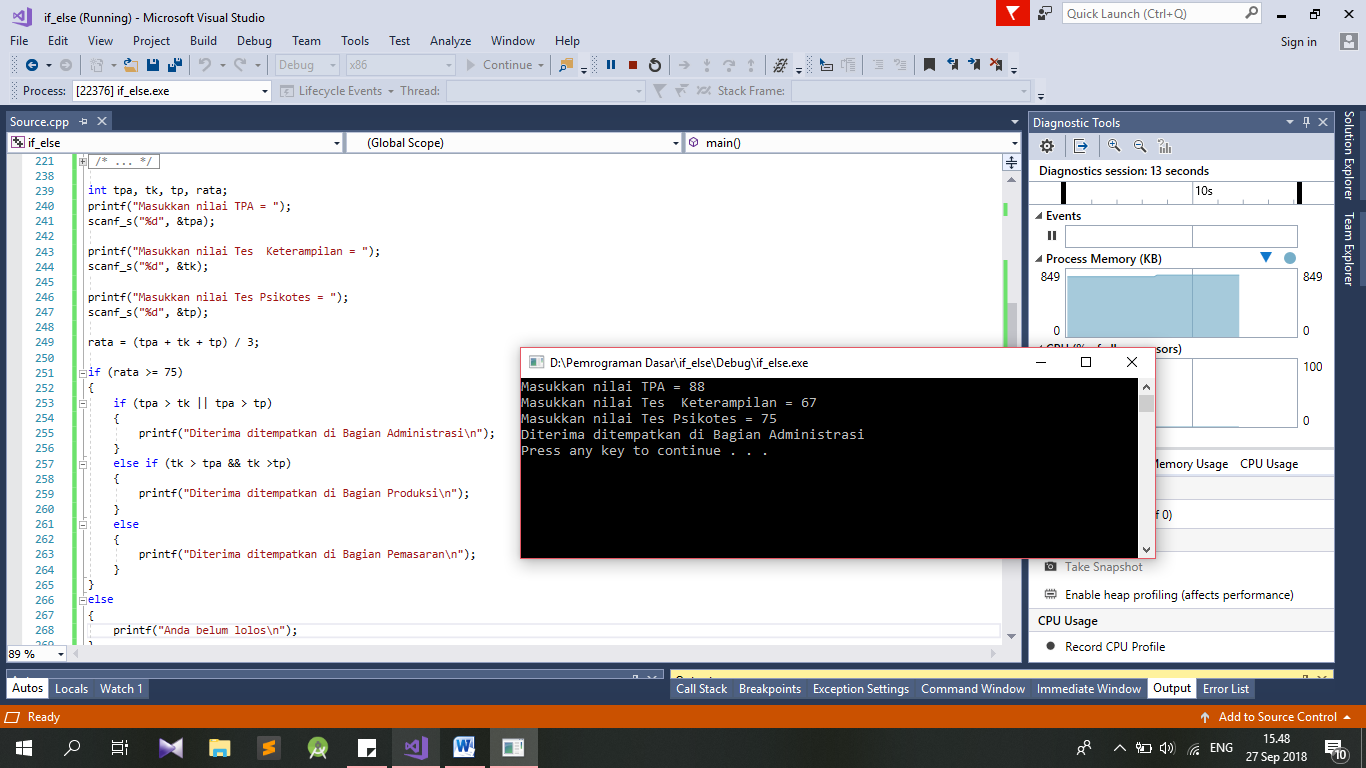 if_else (Running) - Microsoft Visual Studio
Quick Launch (Ctrl+Q)
File Edit View Project Build Debug Team Tools Test Analyze Window Help
Sign in
Debug x86 Continue
Process: [22376] if_else.exe Lifecycle Events Thread: Stack Frame:
Source.cpp
if_else (Global Scope) main()
221 /* ... */
238
239 int tpa, tk, tp, rata;
240 printf("Masukkan nilai TPA = ");
241 scanf_s("%d", &tpa);
242
243 printf("Masukkan nilai Tes  Keterampilan = ");
244 scanf_s("%d", &tk);
245
246 printf("Masukkan nilai Tes Psikotes = ");
247 scanf_s("%d", &tp);
248
249 rata = (tpa + tk + tp) / 3;
250
251 if (rata >= 75)
252 {
253 if (tpa > tk || tpa > tp)
254 {
255 printf("Diterima ditempatkan di Bagian Administrasi\n");
256 }
257 else if (tk > tpa && tk >tp)
258 {
259 printf("Diterima ditempatkan di Bagian Produksi\n");
260 }
261 else
262 {
263 printf("Diterima ditempatkan di Bagian Pemasaran\n");
264 }
265 }
266 else
267 {
268 printf("Anda belum lolos\n");
269 }
89 %
D:\Pemrograman Dasar\if_else\Debug\if_else.exe
Masukkan nilai TPA = 88
Masukkan nilai Tes  Keterampilan = 67
Masukkan nilai Tes Psikotes = 75
Diterima ditempatkan di Bagian Administrasi
Press any key to continue . . .
Diagnostic Tools
Diagnostics session: 13 seconds
10s
Events
Process Memory (KB)
849 849
0 0
100
0
Memory Usage CPU Usage
Take Snapshot
Enable heap profiling (affects performance)
CPU Usage
Record CPU Profile
Solution Explorer
Team Explorer
Autos Locals Watch 1
Call Stack Breakpoints Exception Settings Command Window Immediate Window Output Error List
Ready
Add to Source Control
ENG
15.48
27 Sep 2018
10